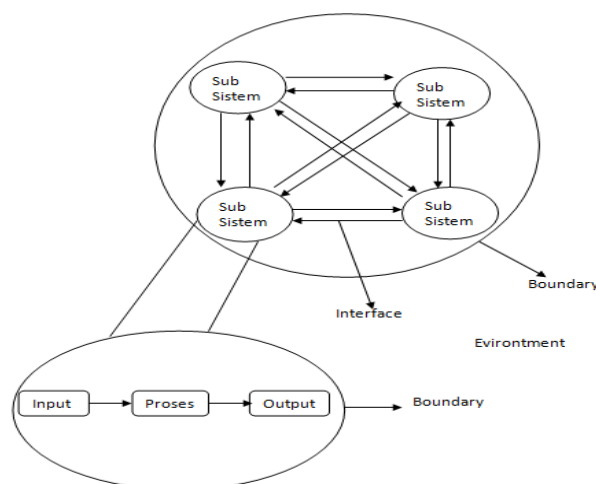 Sub
Sistem
Sub
Sistem
Sub
Sistem
Sub
Sistem
Boundary
Interface
Evirontment
Input
Proses
Output
Boundary